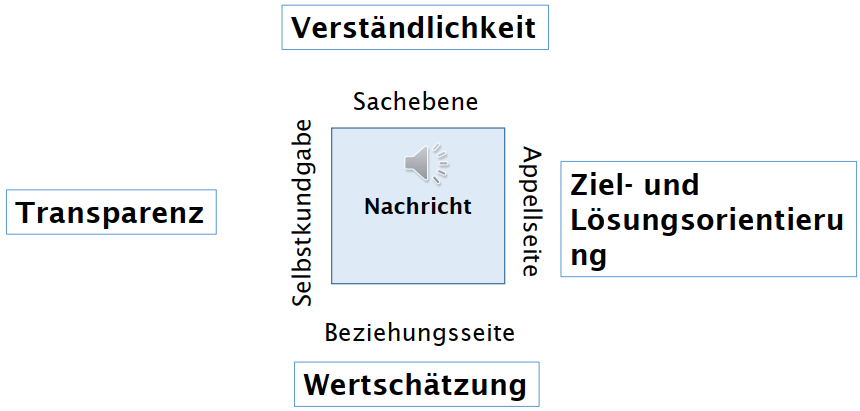 Verständlichkeit
Sachebene
Selbstkundgabe
Nachricht
Appellseite
Transparenz
Ziel- und
Lösungsorientieru
ng
Beziehungsseite
Wertschätzung